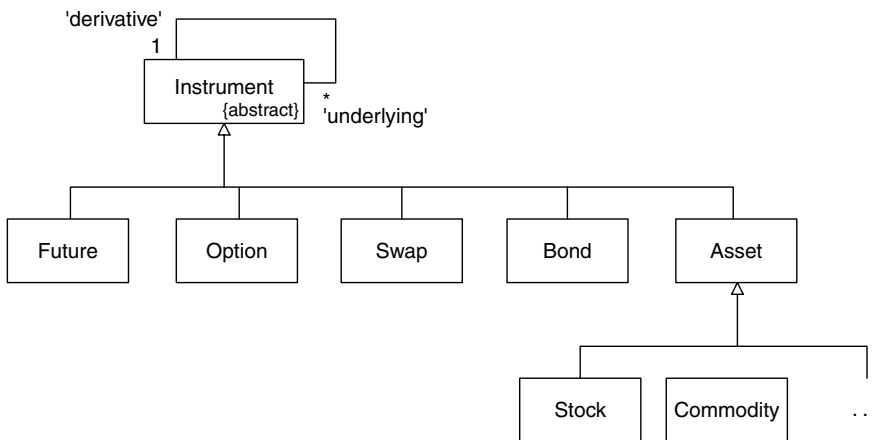 'derivative'
1
Instrument
{abstract}
*
'underlying'
Future Option Swap Bond Asset
Stock Commodity . .